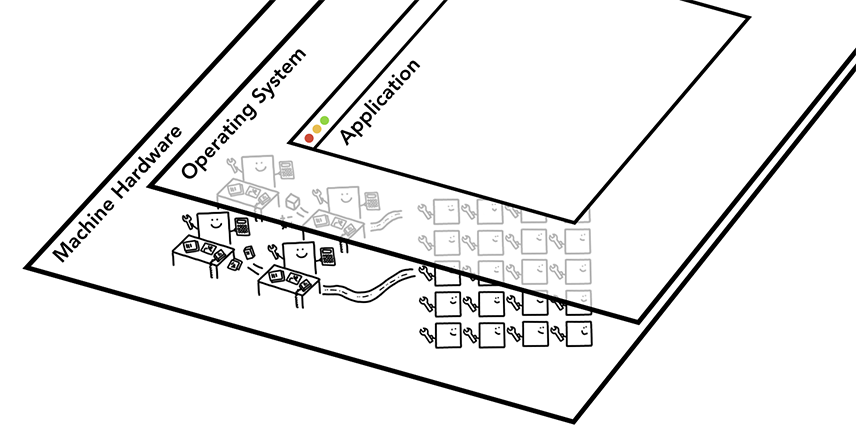 Machine Hardware
Operating System
Application